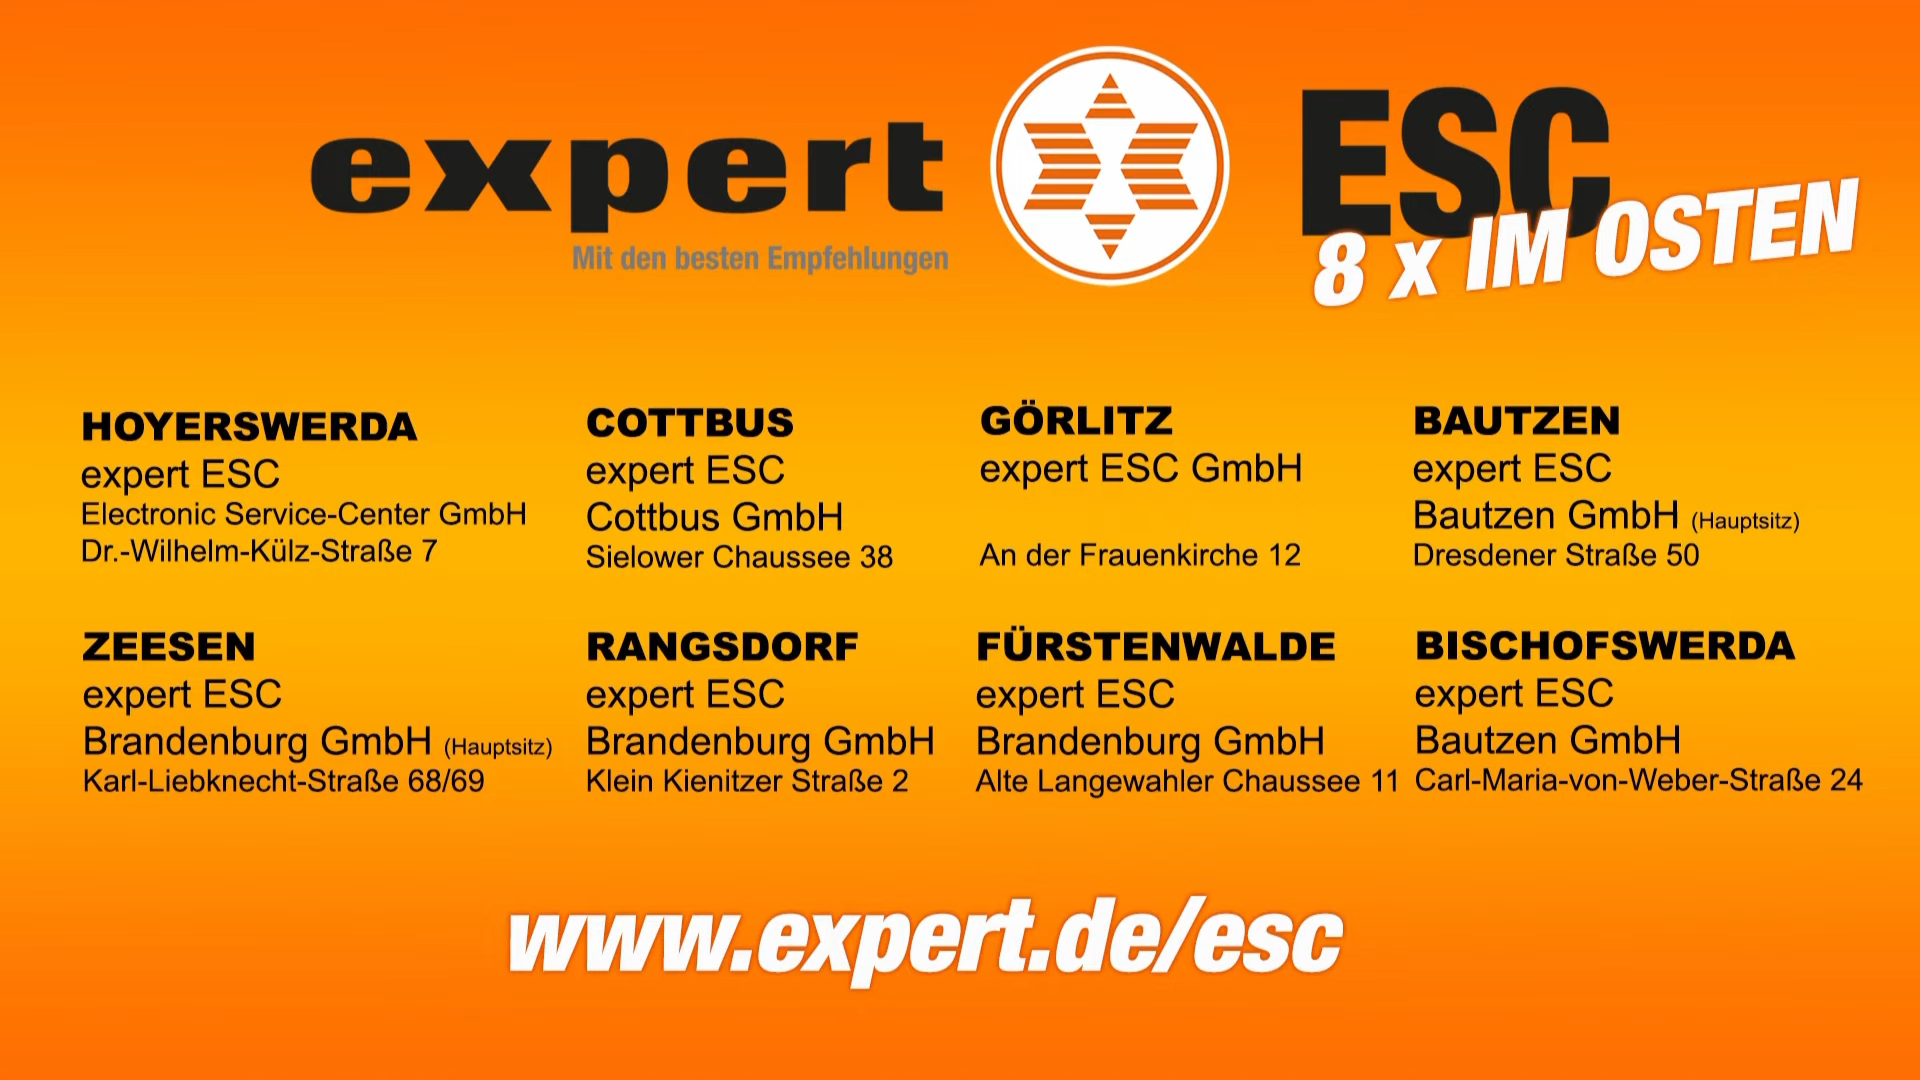 expert
Mit den besten Empfehlungen
ESC
8 x IM OSTEN
HOYERSWERDA
expert ESC
Electronic Service-Center GmbH
Dr.-Wilhelm-Külz-Straße 7
COTTBUS
expert ESC
Cottbus GmbH
Sielower Chaussee 38
GÖRLITZ
expert ESC GmbH
An der Frauenkirche 12
BAUTZEN
expert ESC
Bautzen GmbH (Hauptsitz)
Dresdener Straße 50
ZEESEN
expert ESC
Brandenburg GmbH (Hauptsitz)
Karl-Liebknecht-Straße 68/69
RANGSDORF
expert ESC
Brandenburg GmbH
Klein Kienitzer Straße 2
FÜRSTENWALDE
expert ESC
Brandenburg GmbH
Alte Langewahler Chaussee 11
BISCHOFSWERDA
expert ESC
Bautzen GmbH
Carl-Maria-von-Weber-Straße 24
www.expert.de/esc